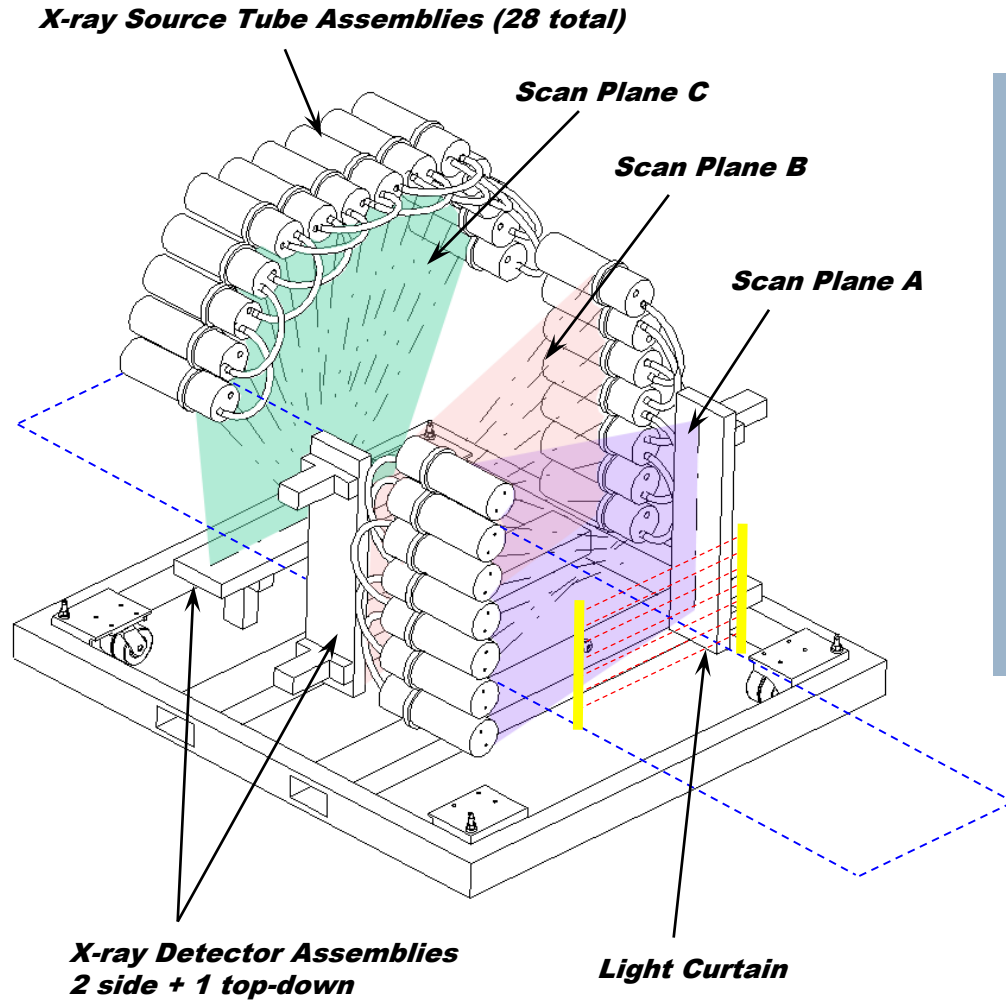 X-ray Source Tube Assemblies (28 total)
Scan Plane C
Scan Plane B
Scan Plane A
X-ray Detector Assemblies
2 side + 1 top-down
Light Curtain